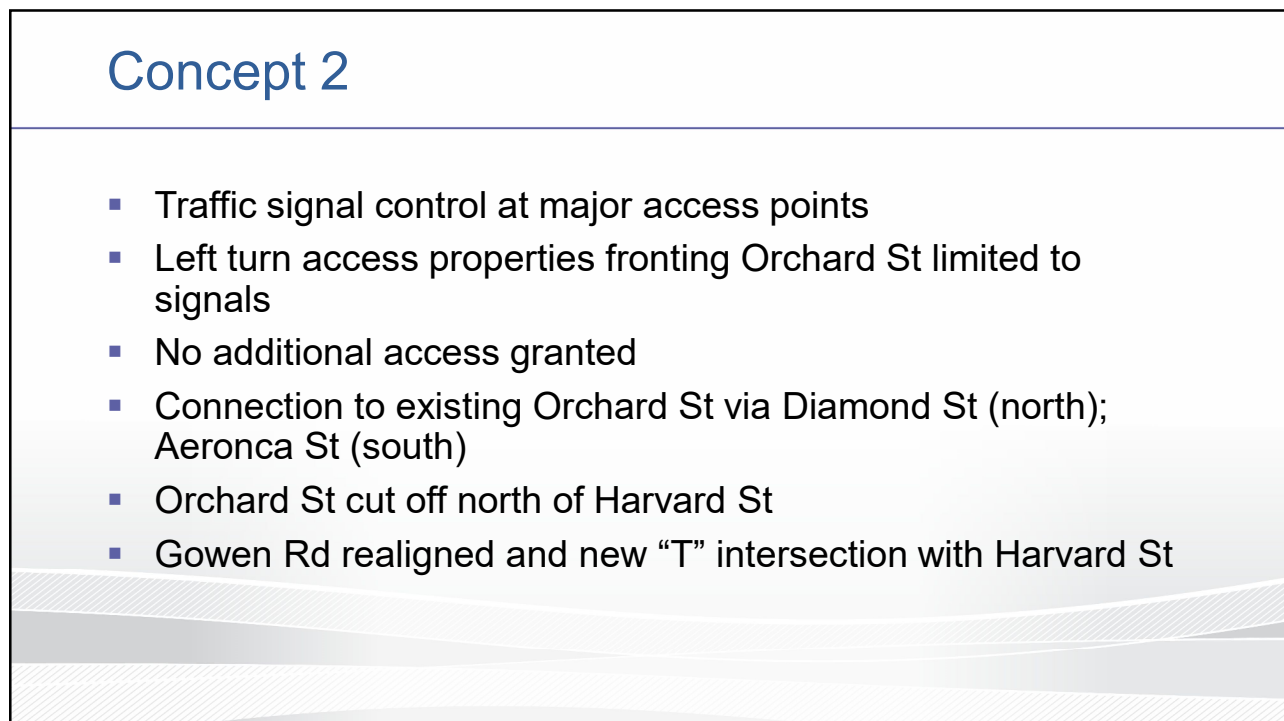 Concept 2
▪ Traffic signal control at major access points
▪ Left turn access properties fronting Orchard St limited to
signals
▪ No additional access granted
▪ Connection to existing Orchard St via Diamond St (north);
Aeronca St (south)
▪ Orchard St cut off north of Harvard St
▪ Gowen Rd realigned and new “T” intersection with Harvard St